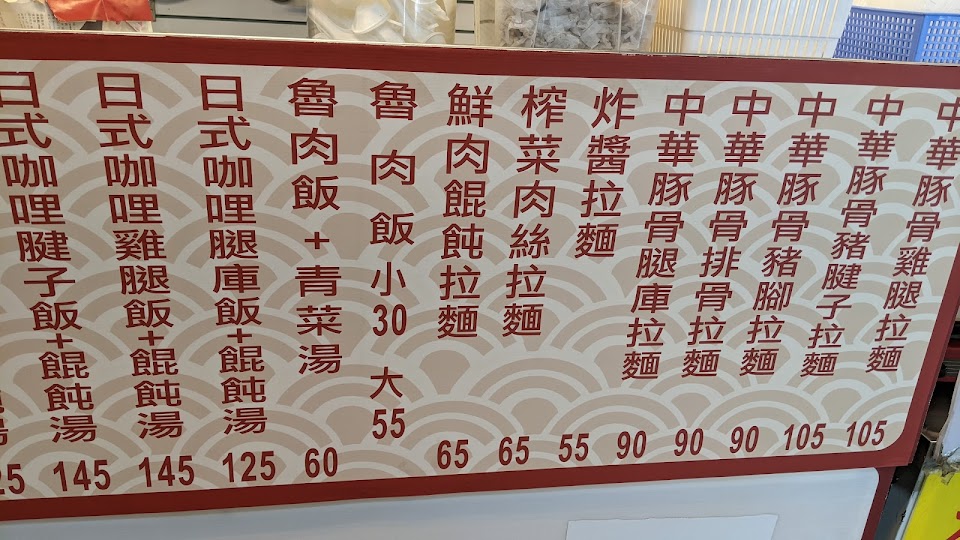 中華豚骨雞腿拉麵 105
中華豚骨豬腱子拉麵 105
中華豚骨豬腳拉麵 90
中華豚骨排骨拉麵 90
中華豚骨腿庫拉麵 90
炸醬拉麵 55
榨菜肉絲拉麵 65
鮮肉餛飩拉麵 65
魯肉飯小30 大55
魯肉飯+青菜湯 60
日式咖哩腿庫飯+餛飩湯 125
日式咖哩雞腿飯+餛飩湯 145
日式咖哩腱子飯+餛飩湯 145
湯 25